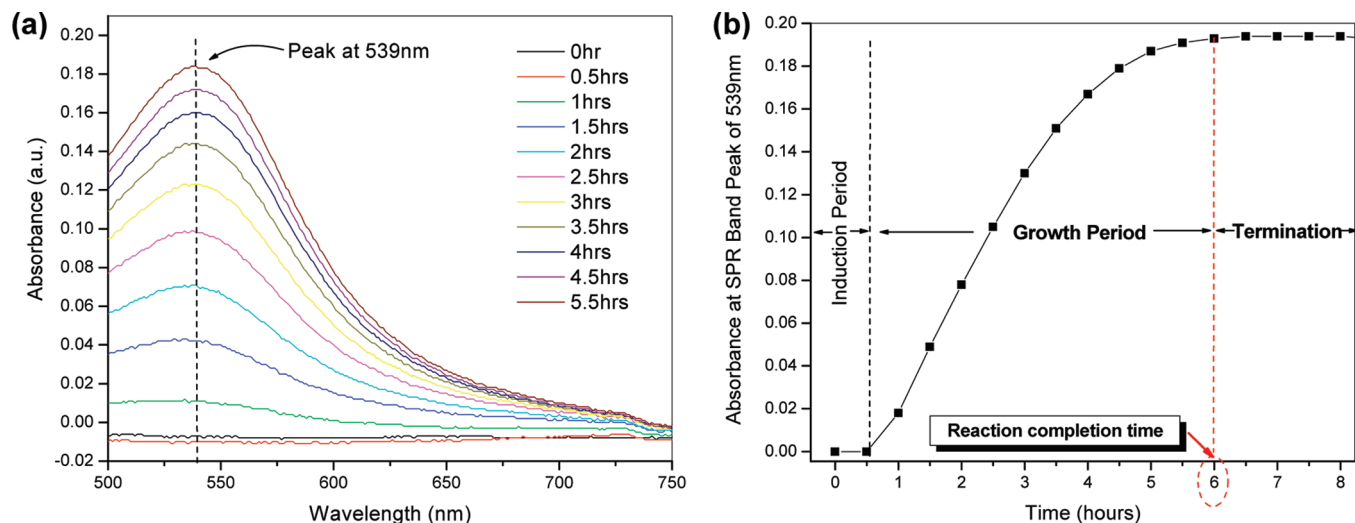 (a)
Absorbance (a.u.)
0.20
0.18
0.16
0.14
0.12
0.10
0.08
0.06
0.04
0.02
0.00
-0.02
Peak at 539nm
0hr
0.5hrs
1hrs
1.5hrs
2hrs
2.5hrs
3hrs
3.5hrs
4hrs
4.5hrs
5.5hrs
500
550
600
650
700
750
Wavelength (nm)
(b)
Absorbance at SPR Band Peak of 539nm
0.20
0.18
0.16
0.14
0.12
0.10
0.08
0.06
0.04
0.02
0.00
Induction Period
Growth Period
Termination
Reaction completion time
0
1
2
3
4
5
6
7
8
Time (hours)